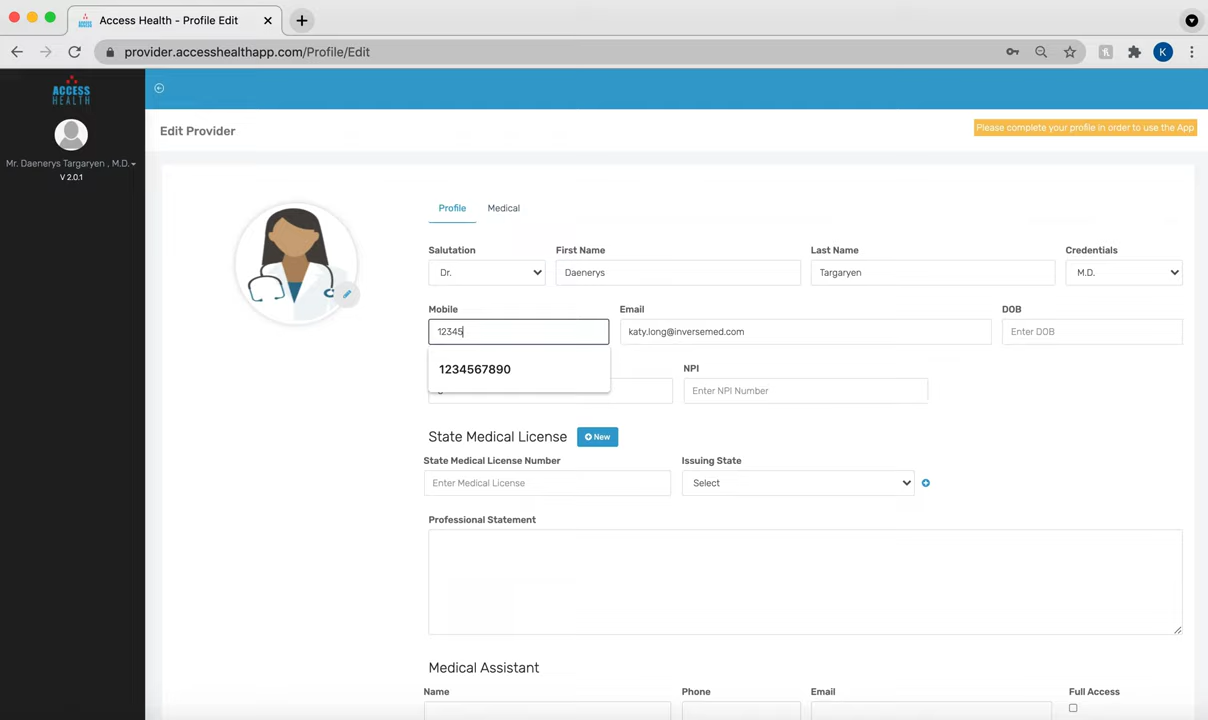 Access Health - Profile Edit
provider.accesshealthapp.com/Profile/Edit
K
ACCESS
HEALTH
Mr. Daenerys Targaryen , M.D.
V 2.0.1
Edit Provider
Please complete your profile in order to use the App.
Profile Medical
Salutation First Name Last Name Credentials
Dr. Daenerys Targaryen M.D.
Mobile Email DOB
12345 katy.long@inversemed.com Enter DOB
1234567890
NPI
Enter NPI Number
State Medical License New
State Medical License Number Issuing State
Enter Medical License Select
Professional Statement
Medical Assistant
Name Phone Email Full Access